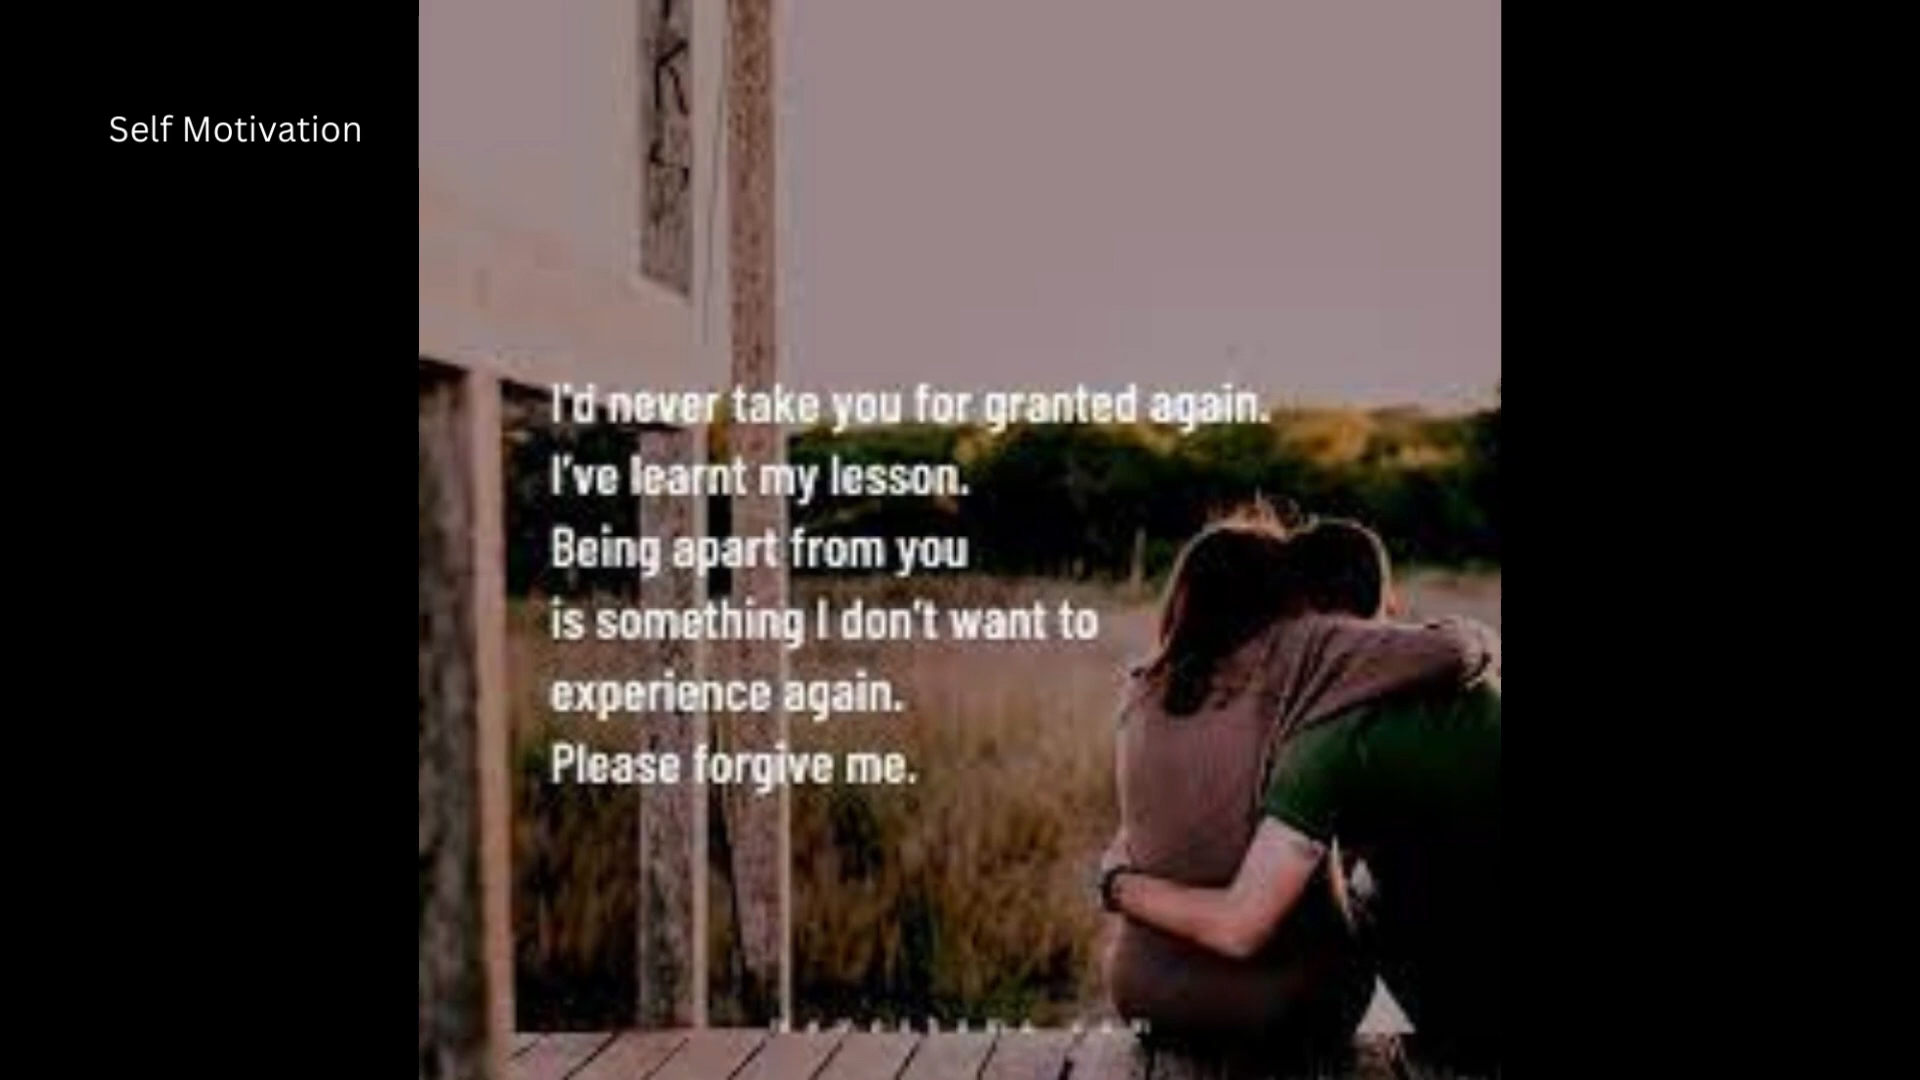 Self Motivation
I'd never take you for granted again.
I've learnt my lesson.
Being apart from you
is something I don't want to
experience again.
Please forgive me.